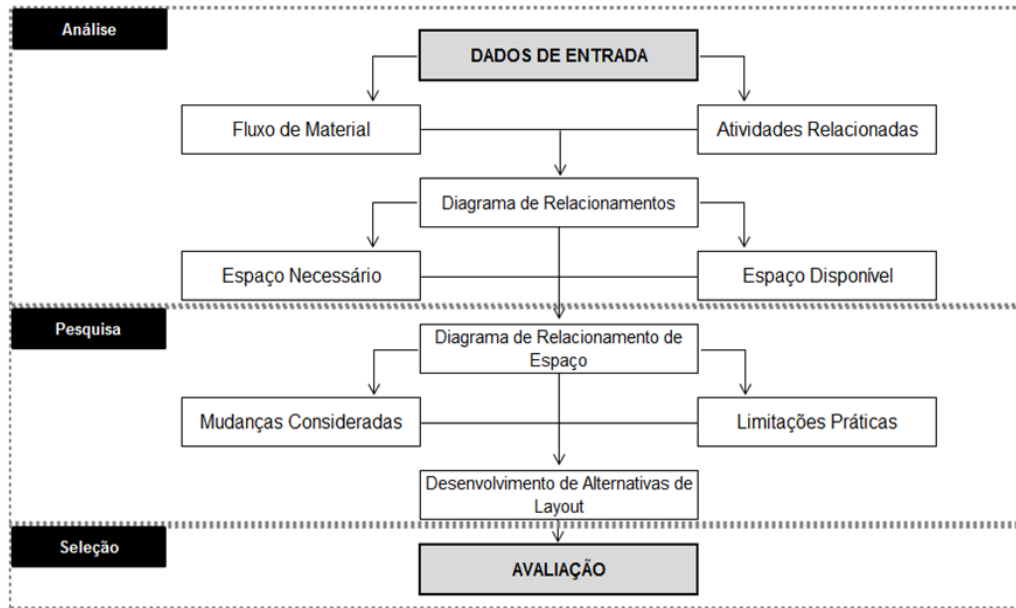 Análise
DADOS DE ENTRADA
Fluxo de Material
Atividades Relacionadas
Diagrama de Relacionamentos
Espaço Necessário
Espaço Disponível
Pesquisa
Diagrama de Relacionamento de
Espaço
Mudanças Consideradas
Limitações Práticas
Desenvolvimento de Alternativas de
Layout
Seleção
AVALIAÇÃO